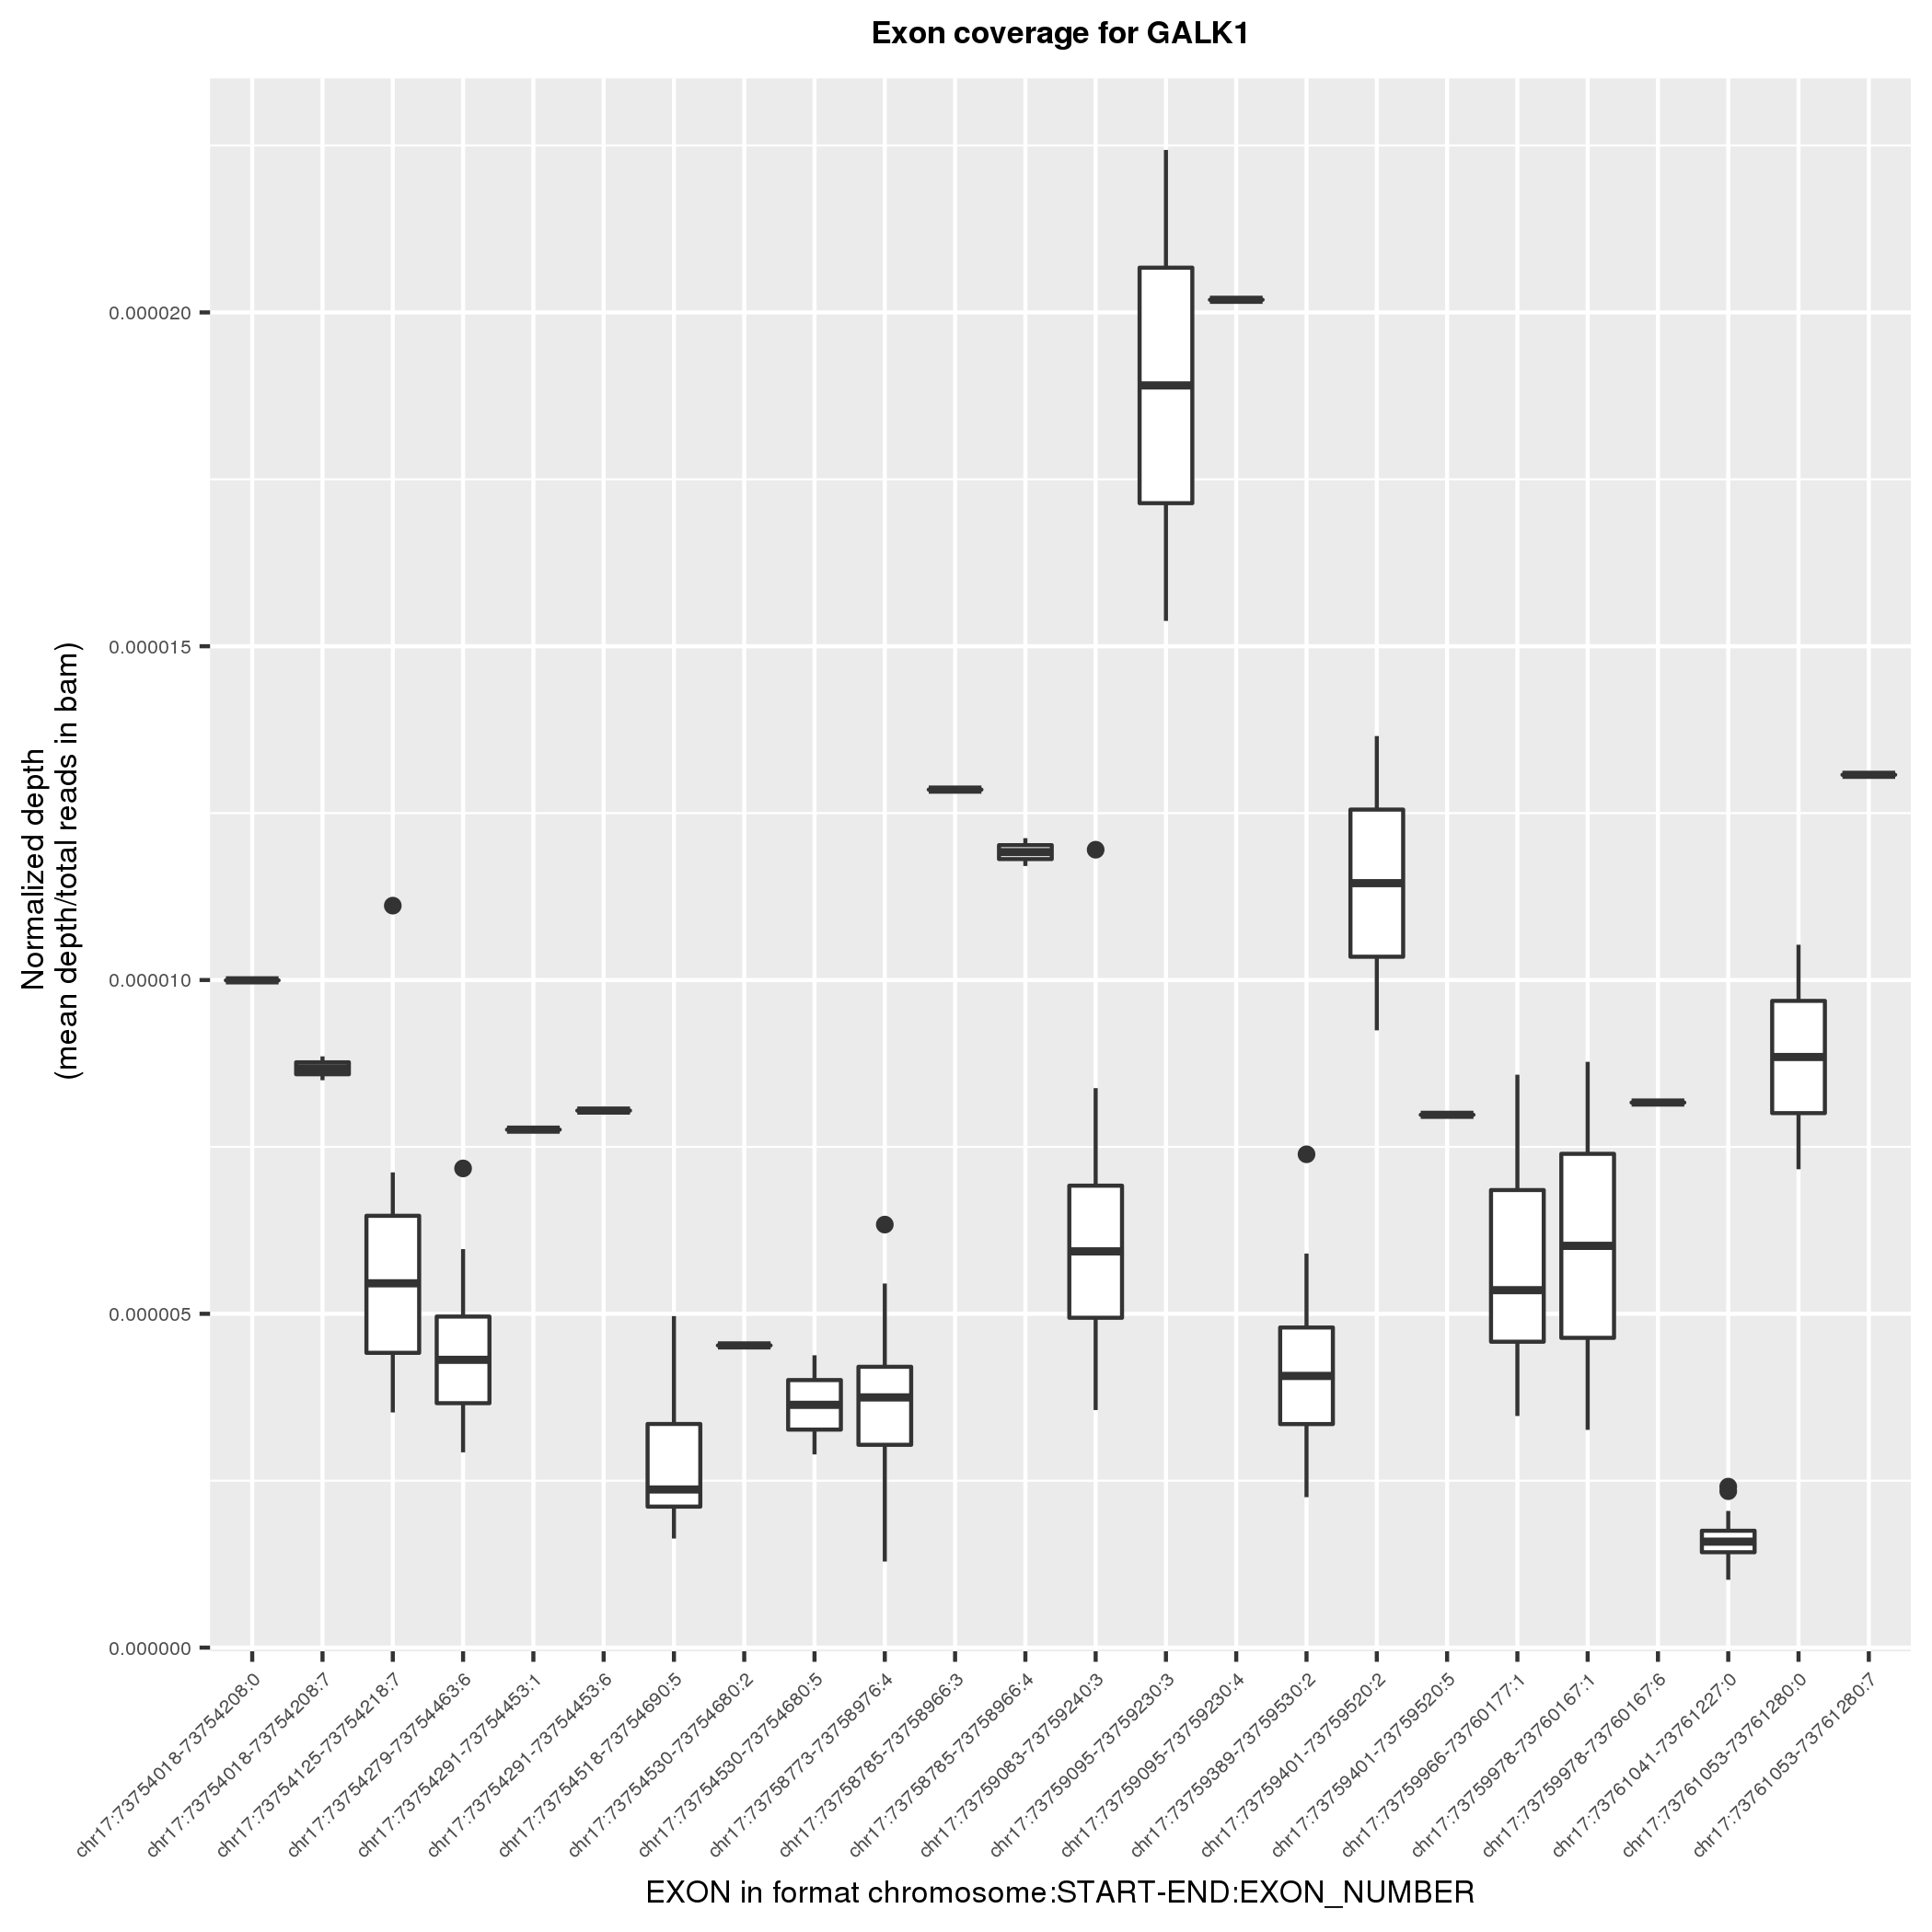 Exon coverage for GALK1
Normalized depth
(mean depth/total reads in bam)
0.000020
0.000015
0.000010
0.000005
0.000000
chr17:73754018-73754208:0
chr17:73754018-73754208:7
chr17:73754125-73754218:7
chr17:73754279-73754463:6
chr17:73754291-73754453:1
chr17:73754291-73754453:6
chr17:73754518-73754690:5
chr17:73754530-73754680:2
chr17:73754530-73754680:5
chr17:73758773-73758976:4
chr17:73758785-73758966:3
chr17:73758785-73758966:4
chr17:73759083-73759240:3
chr17:73759095-73759230:3
chr17:73759095-73759230:4
chr17:73759389-73759530:2
chr17:73759401-73759520:2
chr17:73759401-73759520:5
chr17:73759966-73760177:1
chr17:73759978-73760167:1
chr17:73759978-73760167:6
chr17:73761041-73761227:0
chr17:73761053-73761280:0
chr17:73761053-73761280:7
EXON in format chromosome:START-END:EXON_NUMBER